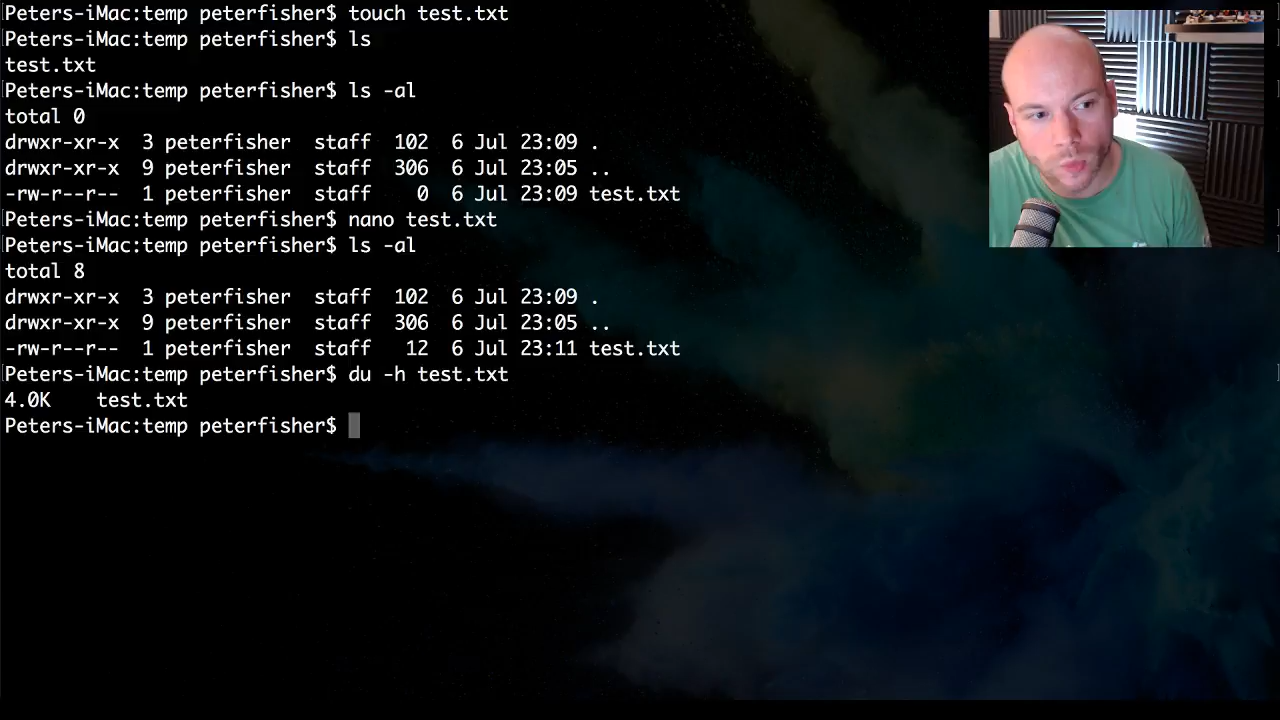 Peters-iMac:temp peterfisher$ touch test.txt
Peters-iMac:temp peterfisher$ ls
test.txt
Peters-iMac:temp peterfisher$ ls -al
total 0
drwxr-xr-x  3 peterfisher  staff  102  6 Jul 23:09 .
drwxr-xr-x  9 peterfisher  staff  306  6 Jul 23:05 ..
-rw-r--r--  1 peterfisher  staff    0  6 Jul 23:09 test.txt
Peters-iMac:temp peterfisher$ nano test.txt
Peters-iMac:temp peterfisher$ ls -al
total 8
drwxr-xr-x  3 peterfisher  staff  102  6 Jul 23:09 .
drwxr-xr-x  9 peterfisher  staff  306  6 Jul 23:05 ..
-rw-r--r--  1 peterfisher  staff   12  6 Jul 23:11 test.txt
Peters-iMac:temp peterfisher$ du -h test.txt
4.0K    test.txt
Peters-iMac:temp peterfisher$